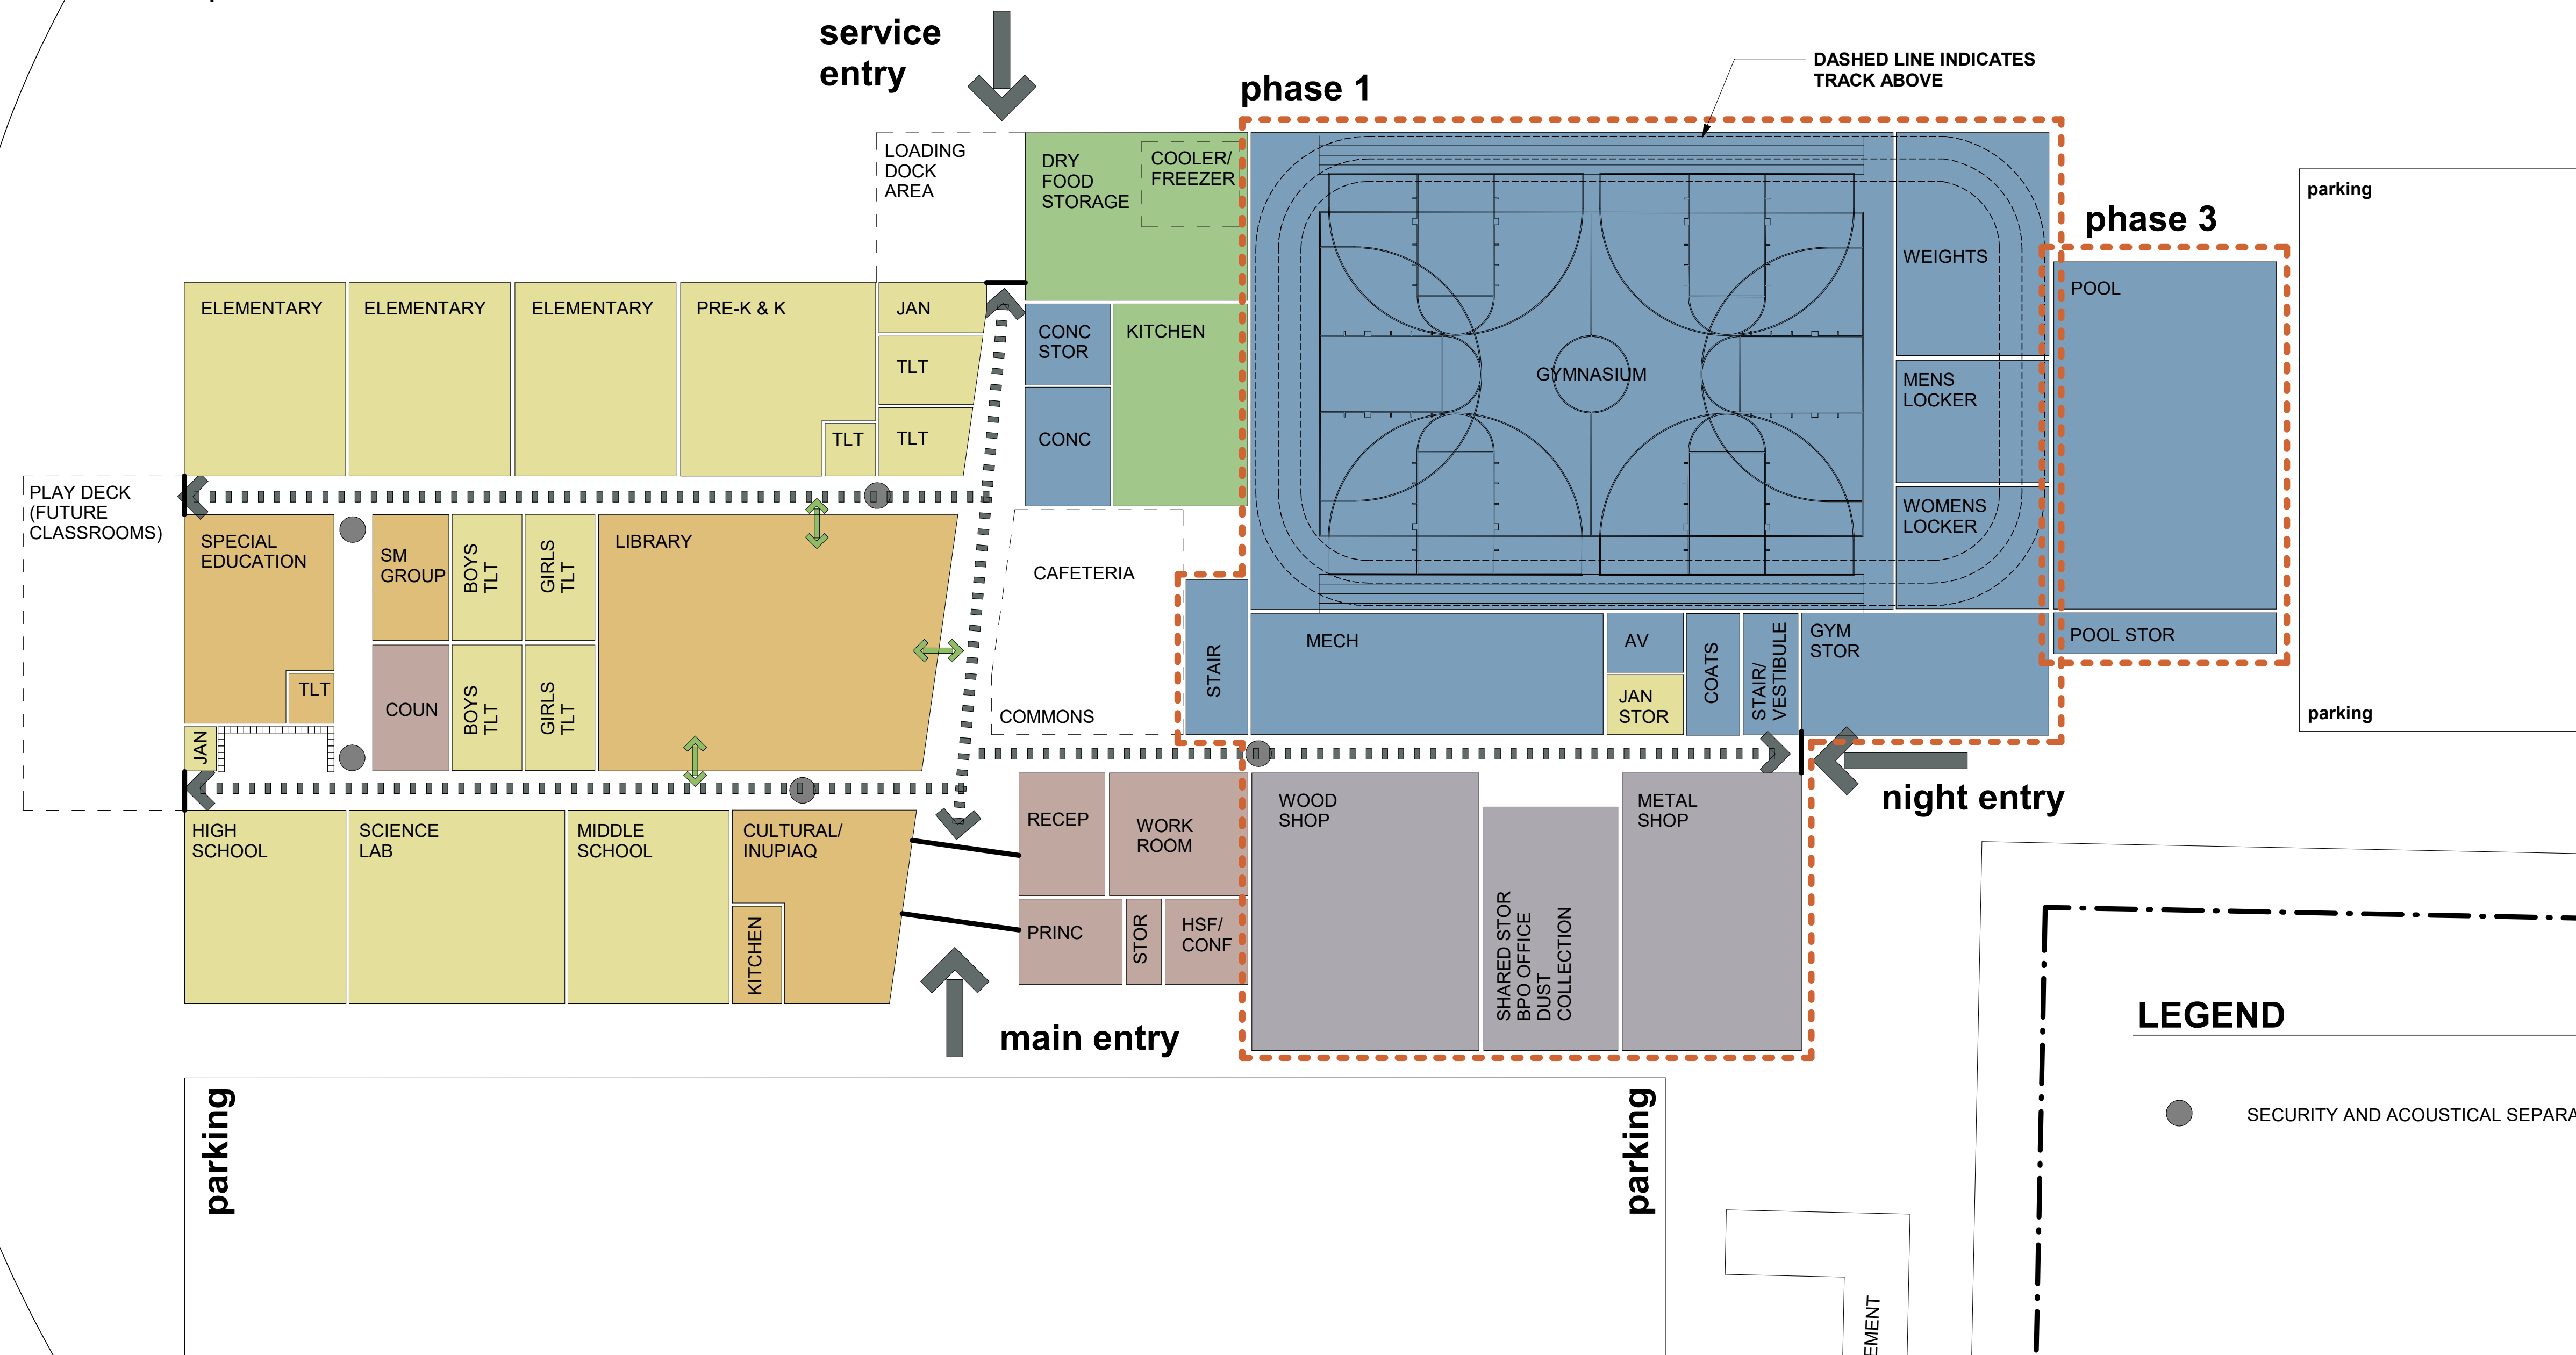 service
entry
phase 1
DASHED LINE INDICATES
TRACK ABOVE
LOADING
DOCK
AREA
DRY
FOOD
STORAGE
COOLER/
FREEZER
parking
phase 3
WEIGHTS
POOL
ELEMENTARY
ELEMENTARY
ELEMENTARY
PRE-K & K
JAN
TLT
TLT
TLT
CONC
STOR
KITCHEN
CONC
GYMNASIUM
MENS
LOCKER
WOMENS
LOCKER
PLAY DECK
(FUTURE
CLASSROOMS)
SPECIAL
EDUCATION
TLT
JAN
SM
GROUP
BOYS
TLT
GIRLS
TLT
LIBRARY
COUN
BOYS
TLT
GIRLS
TLT
CAFETERIA
COMMONS
STAIR
MECH
AV
JAN
STOR
COATS
STAIR/
VESTIBULE
GYM
STOR
POOL STOR
parking
night entry
HIGH
SCHOOL
SCIENCE
LAB
MIDDLE
SCHOOL
CULTURAL/
INUPIAQ
KITCHEN
RECEP
WORK
ROOM
PRINC
STOR
HSF/
CONF
WOOD
SHOP
SHARED STOR
BPO OFFICE
DUST
COLLECTION
METAL
SHOP
main entry
parking
parking
LEGEND
SECURITY AND ACOUSTICAL SEPARA
EMENT